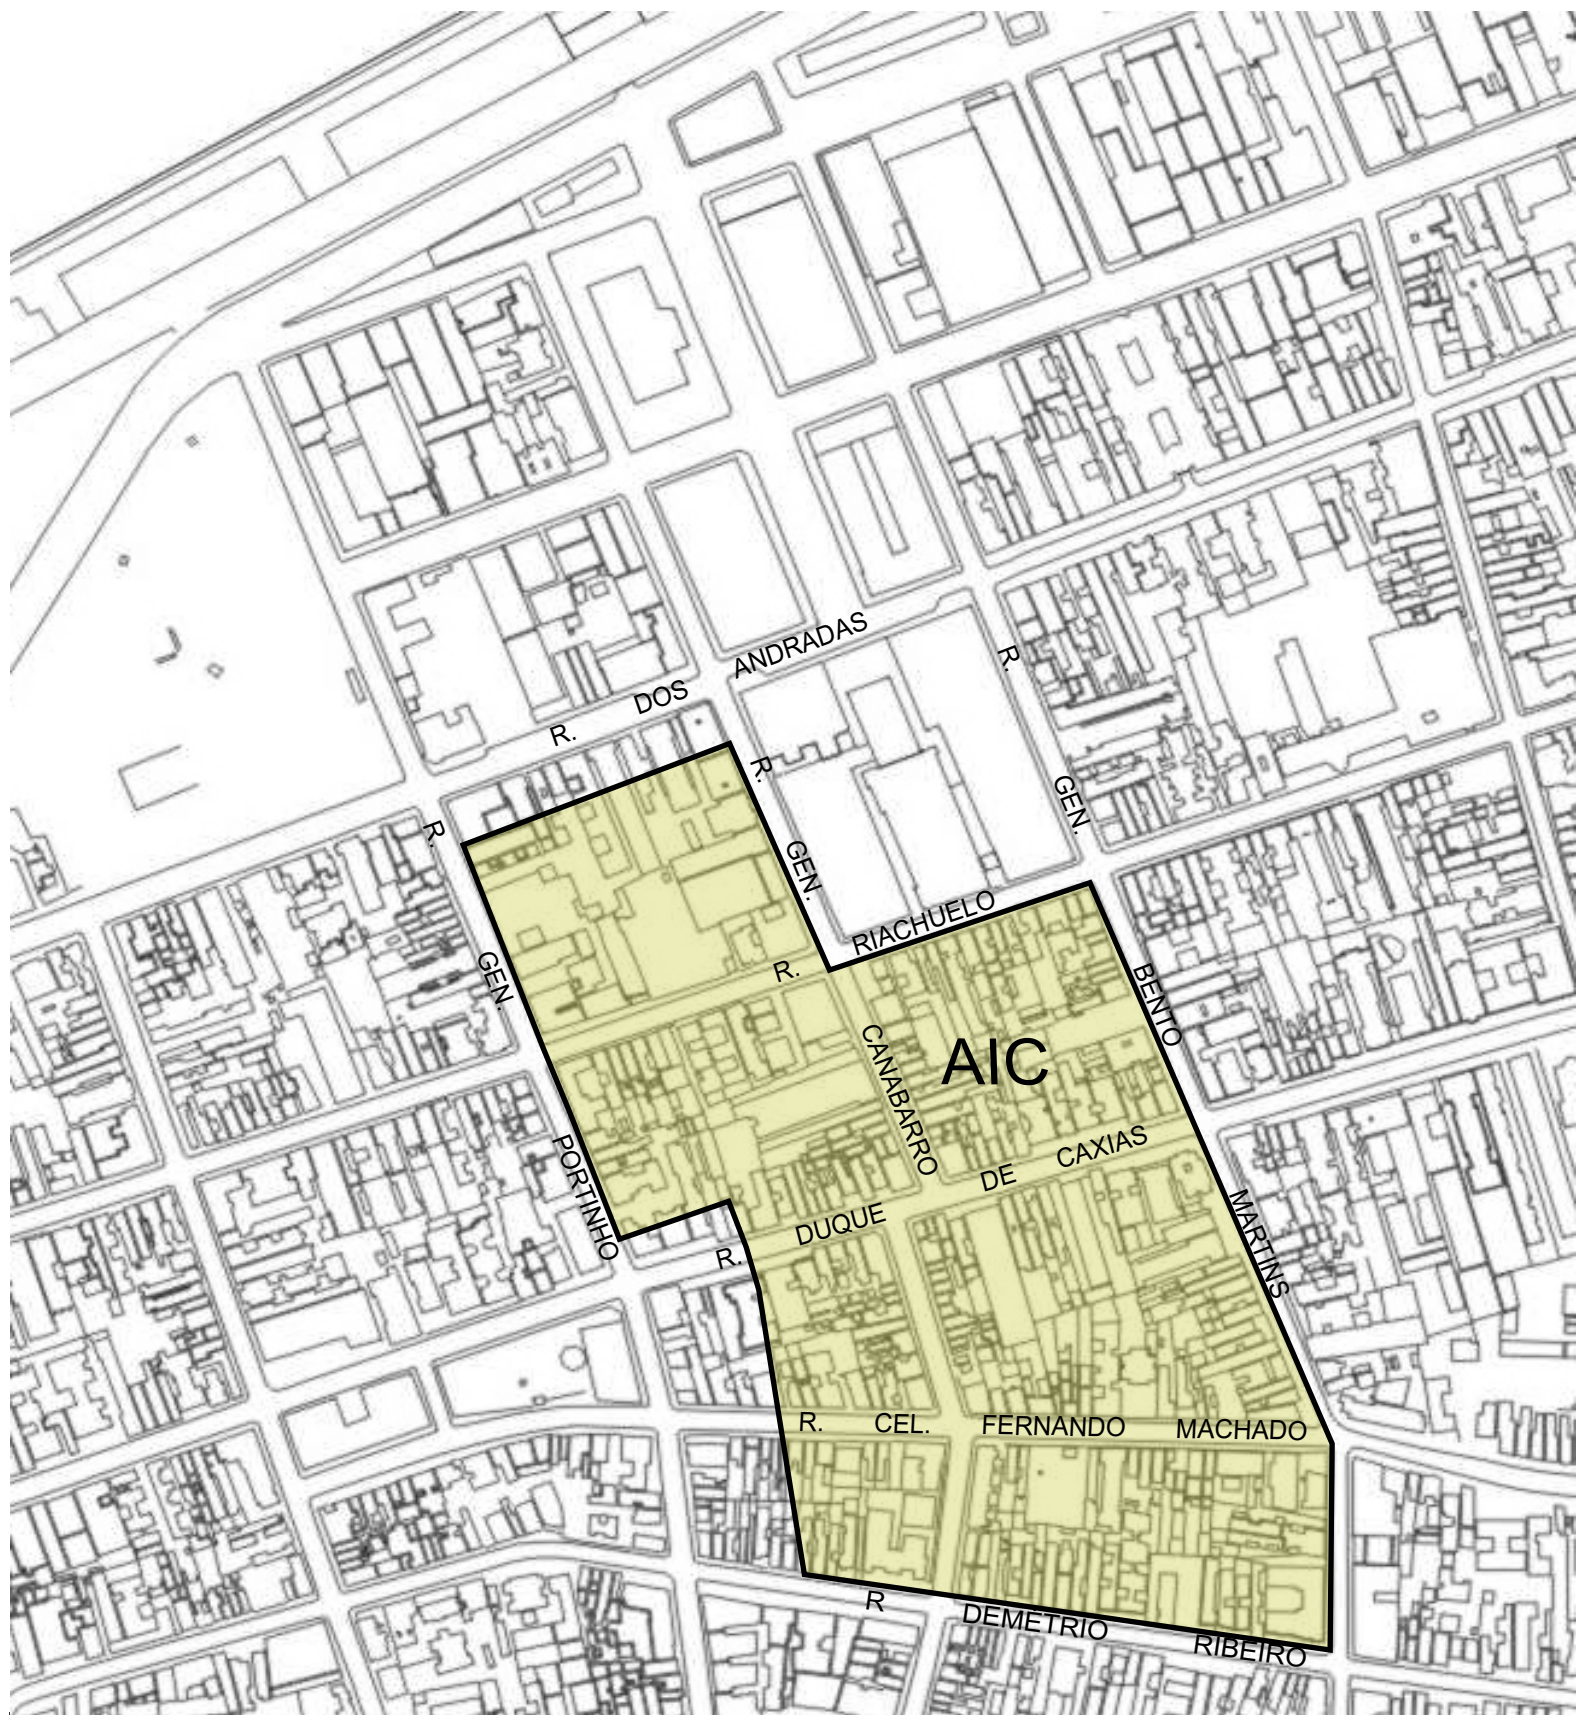 R. DOS ANDRADAS
R. GEN. PORTINHO
R. GEN. CANABARRO
R. GEN. BENTO MARTINS
R. RIACHUELO
AIC
R. DUQUE DE CAXIAS
R. CEL. FERNANDO MACHADO
R DEMETRIO RIBEIRO